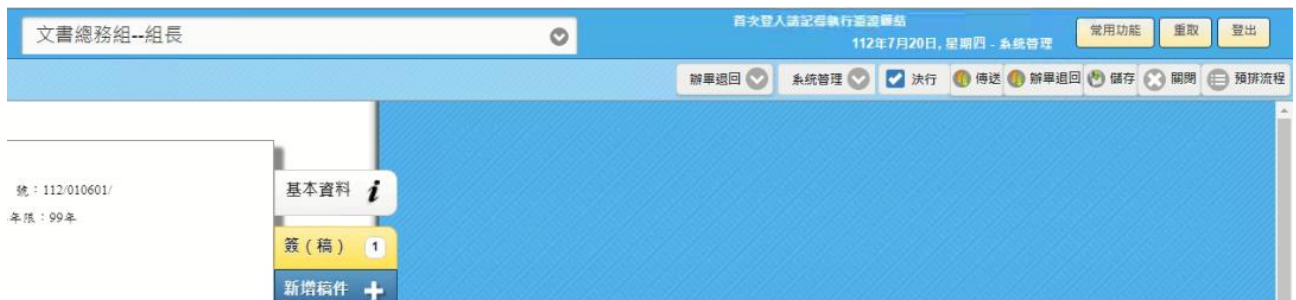 文書總務組--組長
首次登入請記得執行簽證
112年7月20日, 星期四 - 系統管理
常用功能 重取 登出
辦畢退回 系統管理 決行 傳送 辦畢退回 儲存 關閉 預排流程
號：112/010601/
年限：99年
基本資料
簽(稿) 1
新增稿件